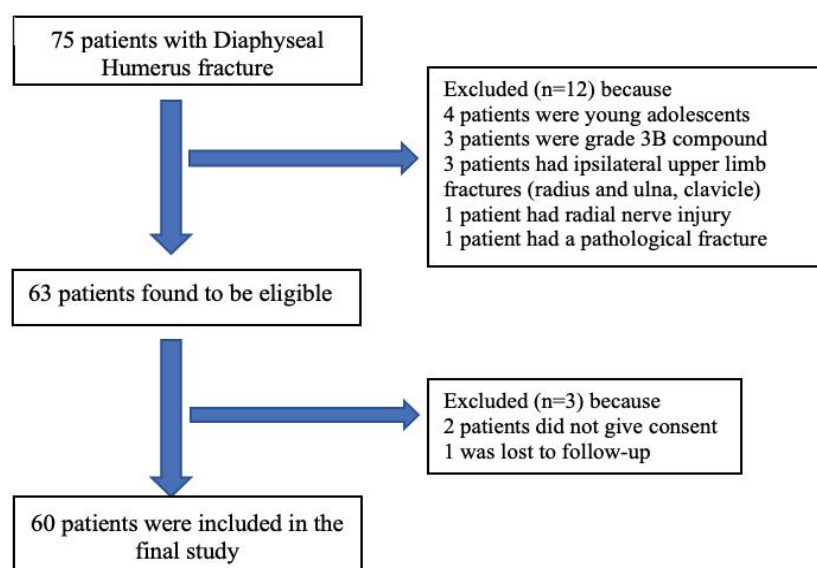 75 patients with Diaphyseal
Humerus fracture
Excluded (n=12) because
4 patients were young adolescents
3 patients were grade 3B compound
3 patients had ipsilateral upper limb
fractures (radius and ulna, clavicle)
1 patient had radial nerve injury
1 patient had a pathological fracture
63 patients found to be eligible
Excluded (n=3) because
2 patients did not give consent
1 was lost to follow-up
60 patients were included in the
final study